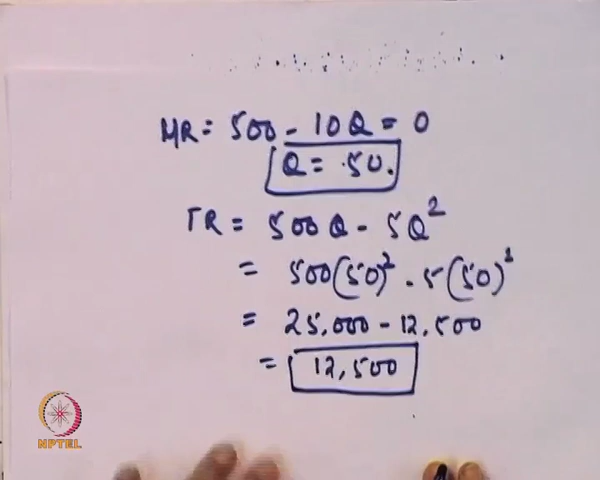 MR = 500 - 10Q = 0
Q = 50.
TR = 500Q - 5Q²
= 500(50)² - 5(50)²
= 25,000 - 12,500
= 12,500
NPTEL